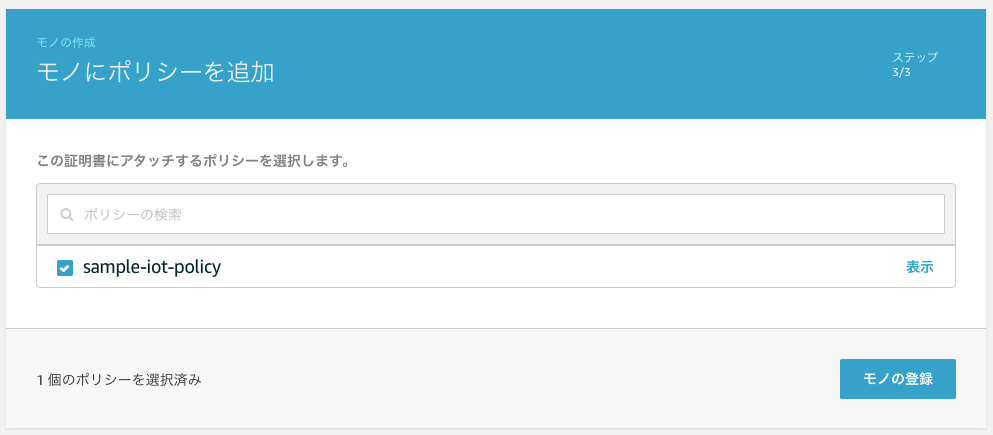 モノの作成
モノにポリシーを追加
ステップ
3/3
この証明書にアタッチするポリシーを選択します。
ポリシーの検索
sample-iot-policy
表示
1 個のポリシーを選択済み
モノの登録